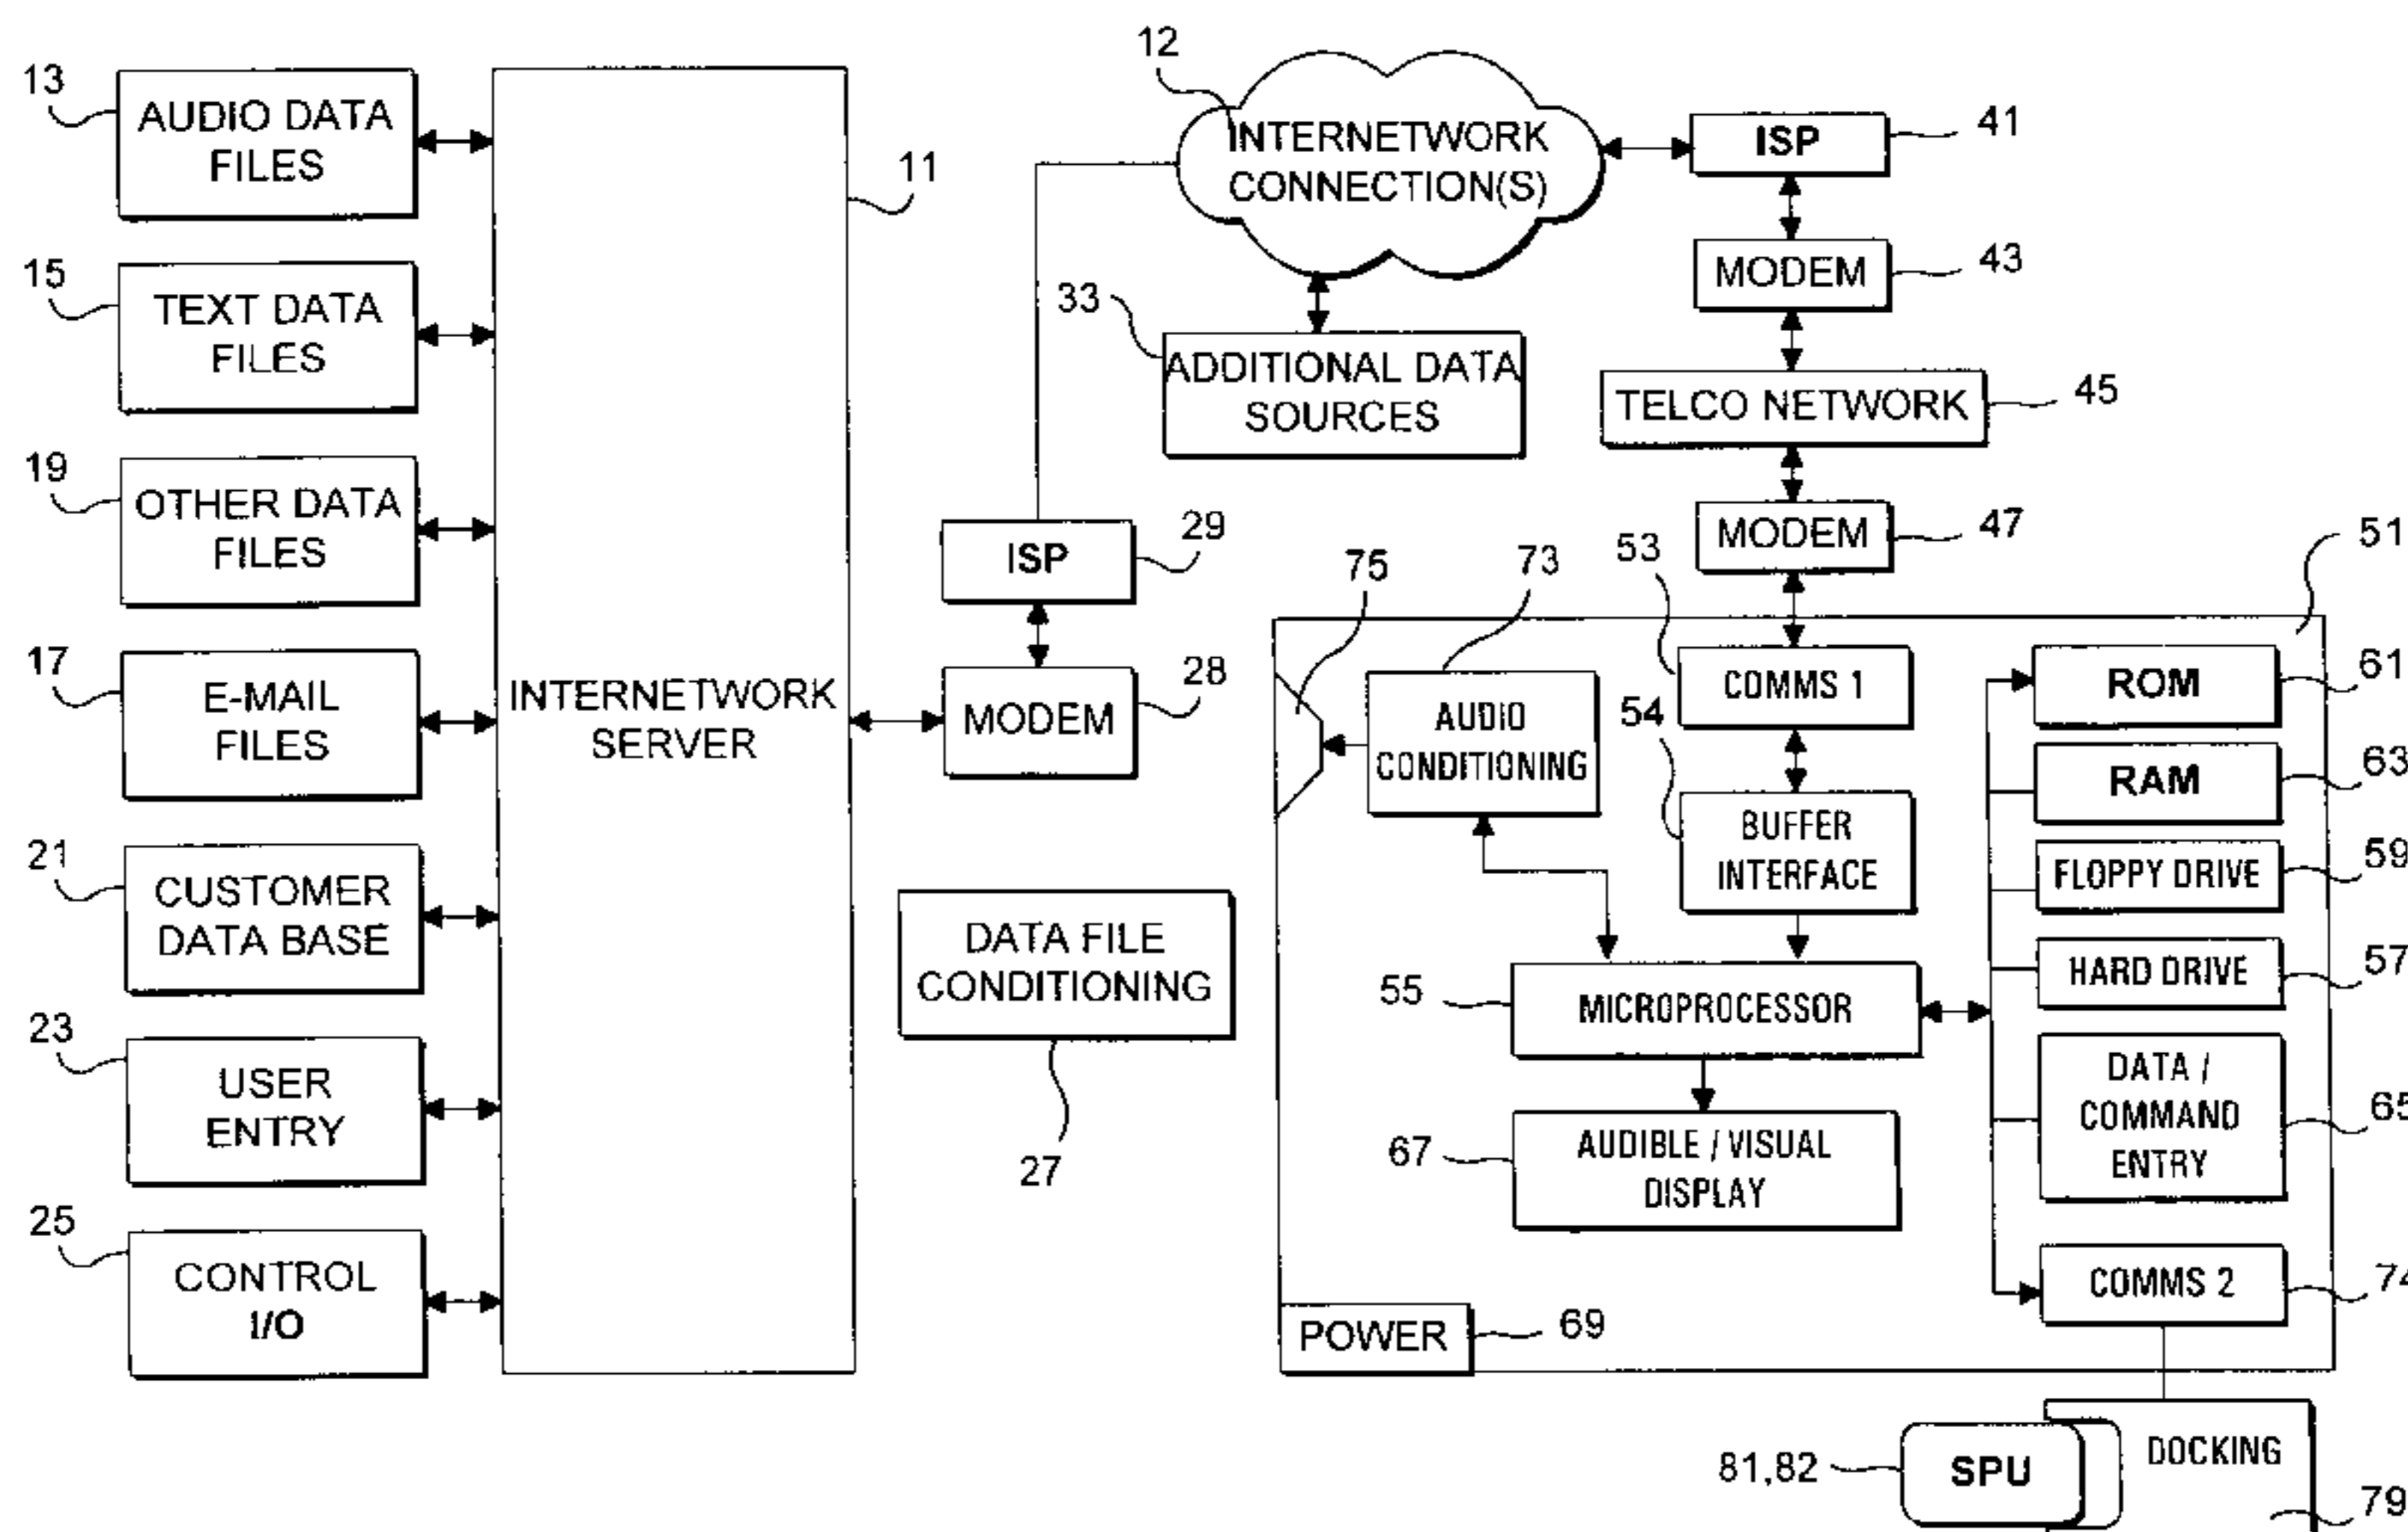 13
AUDIO DATA
FILES
15
TEXT DATA
FILES
19
OTHER DATA
FILES
17
E-MAIL
FILES
21
CUSTOMER
DATA BASE
23
USER
ENTRY
25
CONTROL
I/O
11
INTERNETWORK
SERVER
12
INTERNETWORK
CONNECTION(S)
33
ADDITIONAL DATA
SOURCES
ISP
29
MODEM
28
DATA FILE
CONDITIONING
27
ISP
41
MODEM
43
TELCO NETWORK
45
MODEM
47
51
53
COMMS 1
54
BUFFER
INTERFACE
73
75
AUDIO
CONDITIONING
55
MICROPROCESSOR
67
AUDIBLE / VISUAL
DISPLAY
POWER
69
ROM
61
RAM
63
FLOPPY DRIVE
59
HARD DRIVE
57
DATA /
COMMAND
ENTRY
65
COMMS 2
74
81,82
SPU
DOCKING
79